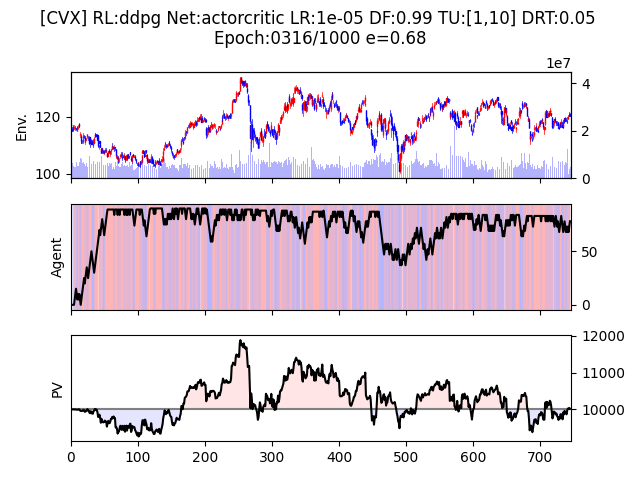 [CVX] RL:ddpg Net:actorcritic LR:1e-05 DF:0.99 TU:[1,10] DRT:0.05
Epoch:0316/1000 e=0.68
1e7
Env.
120
100
4
2
0
Agent
50
0
PV
12000
11000
10000
0 100 200 300 400 500 600 700